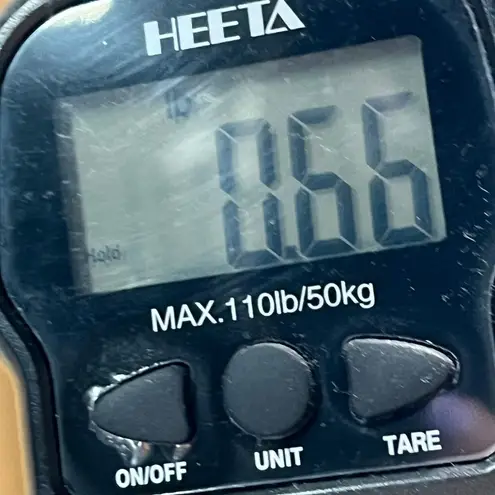 HEETA
lb
0.66
Hold
MAX.110lb/50kg
ON/OFF UNIT TARE